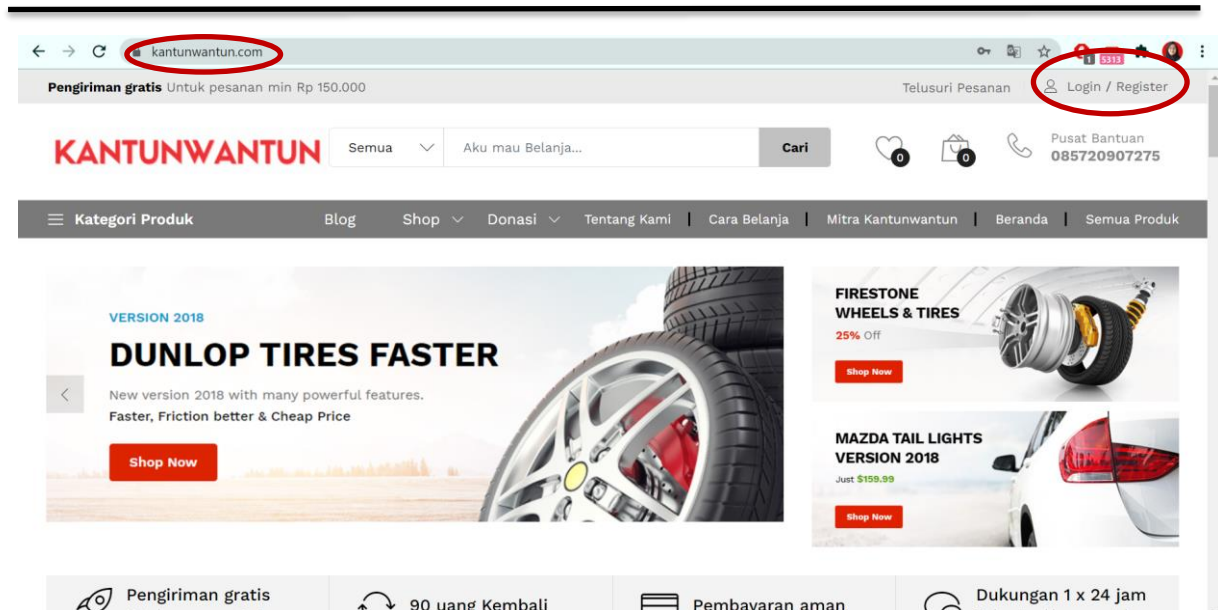 kantunwantun.com
1
5313
Pengiriman gratis Untuk pesanan min Rp 150.000
Telusuri Pesanan
Login / Register
KANTUNWANTUN
Semua
Aku mau Belanja...
Cari
0
0
Pusat Bantuan
085720907275
Kategori Produk
Blog
Shop
Donasi
Tentang Kami
Cara Belanja
Mitra Kantunwantun
Beranda
Semua Produk
VERSION 2018
DUNLOP TIRES FASTER
New version 2018 with many powerful features.
Faster, Friction better & Cheap Price
Shop Now
FIRESTONE
WHEELS & TIRES
25% Off
Shop Now
MAZDA TAIL LIGHTS
VERSION 2018
Just $159.99
Shop Now
Pengiriman gratis
90 uang Kembali
Pembayaran aman
Dukungan 1 x 24 jam